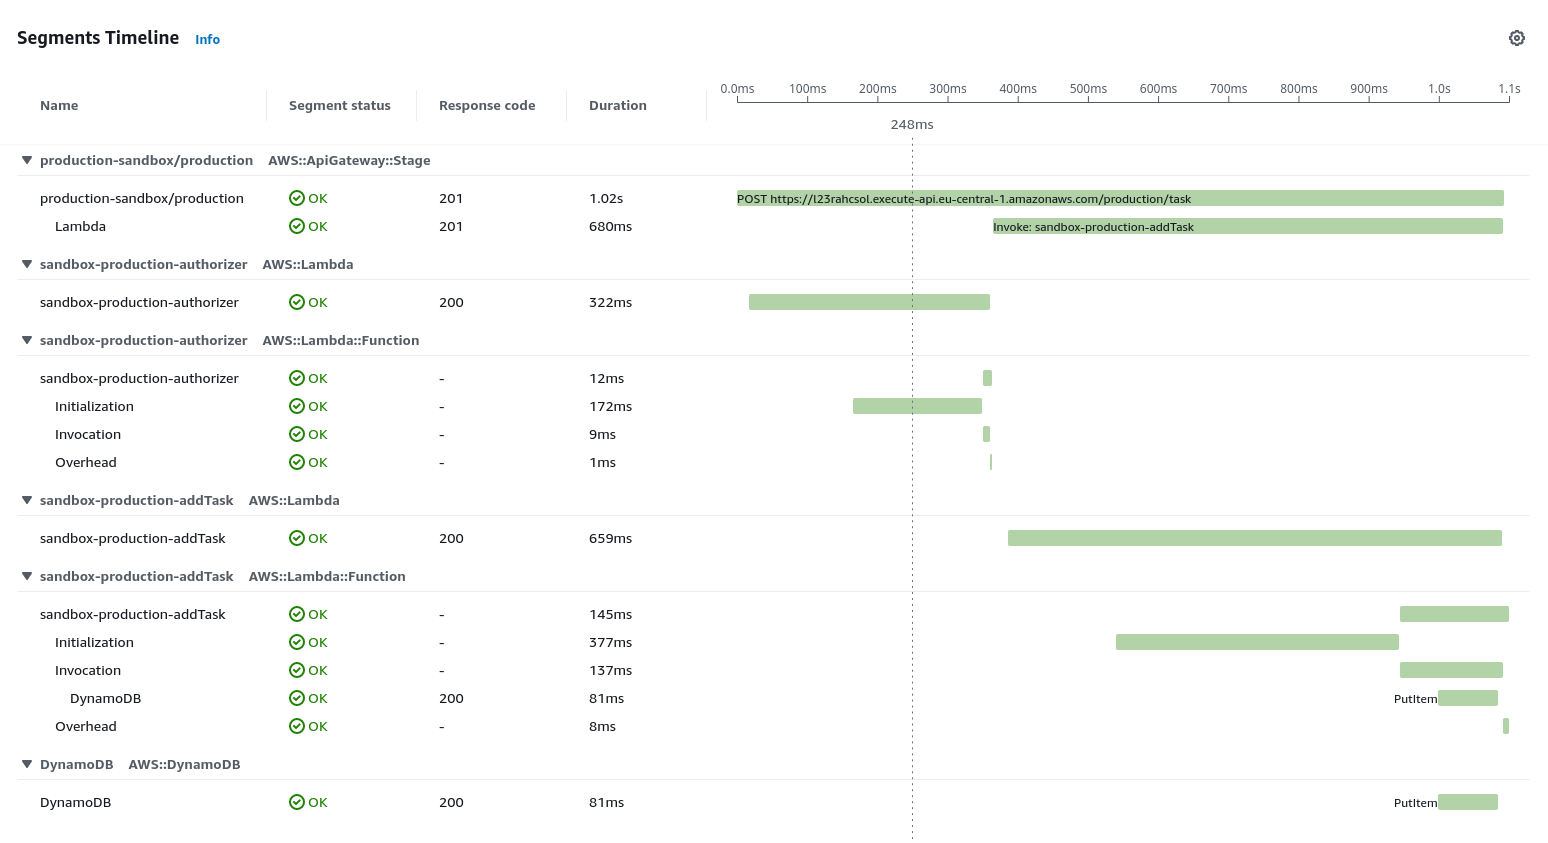 Segments Timeline Info
Name Segment status Response code Duration 0.0ms 100ms 200ms 300ms 400ms 500ms 600ms 700ms 800ms 900ms 1.0s 1.1s
248ms
production-sandbox/production AWS::ApiGateway::Stage
production-sandbox/production OK 201 1.02s POST https://l23rahcsol.execute-api.eu-central-1.amazonaws.com/production/task
Lambda OK 201 680ms Invoke: sandbox-production-addTask
sandbox-production-authorizer AWS::Lambda
sandbox-production-authorizer OK 200 322ms
sandbox-production-authorizer AWS::Lambda::Function
sandbox-production-authorizer OK - 12ms
Initialization OK - 172ms
Invocation OK - 9ms
Overhead OK - 1ms
sandbox-production-addTask AWS::Lambda
sandbox-production-addTask OK 200 659ms
sandbox-production-addTask AWS::Lambda::Function
sandbox-production-addTask OK - 145ms
Initialization OK - 377ms
Invocation OK - 137ms
DynamoDB OK 200 81ms PutItem
Overhead OK - 8ms
DynamoDB AWS::DynamoDB
DynamoDB OK 200 81ms PutItem